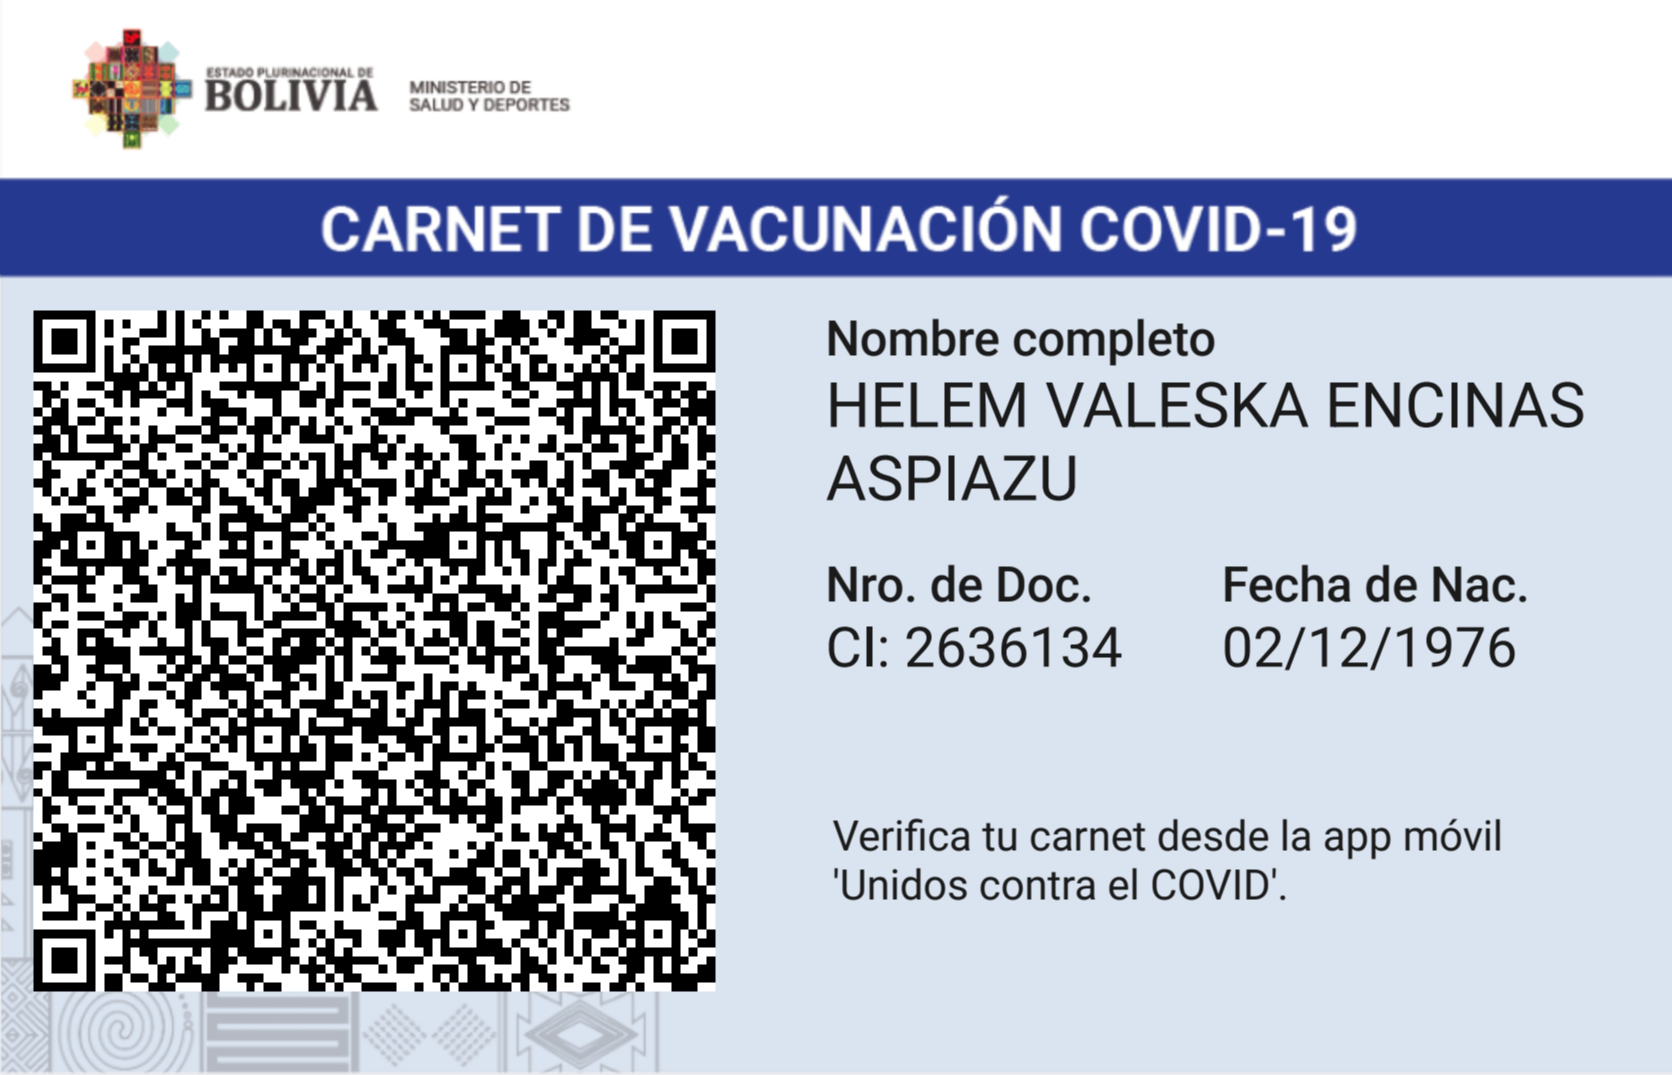 ESTADO PLURINACIONAL DE
BOLIVIA
MINISTERIO DE
SALUD Y DEPORTES
CARNET DE VACUNACIÓN COVID-19
Nombre completo
HELEM VALESKA ENCINAS
ASPIAZU
Nro. de Doc.
CI: 2636134
Fecha de Nac.
02/12/1976
Verifica tu carnet desde la app móvil
'Unidos contra el COVID'.